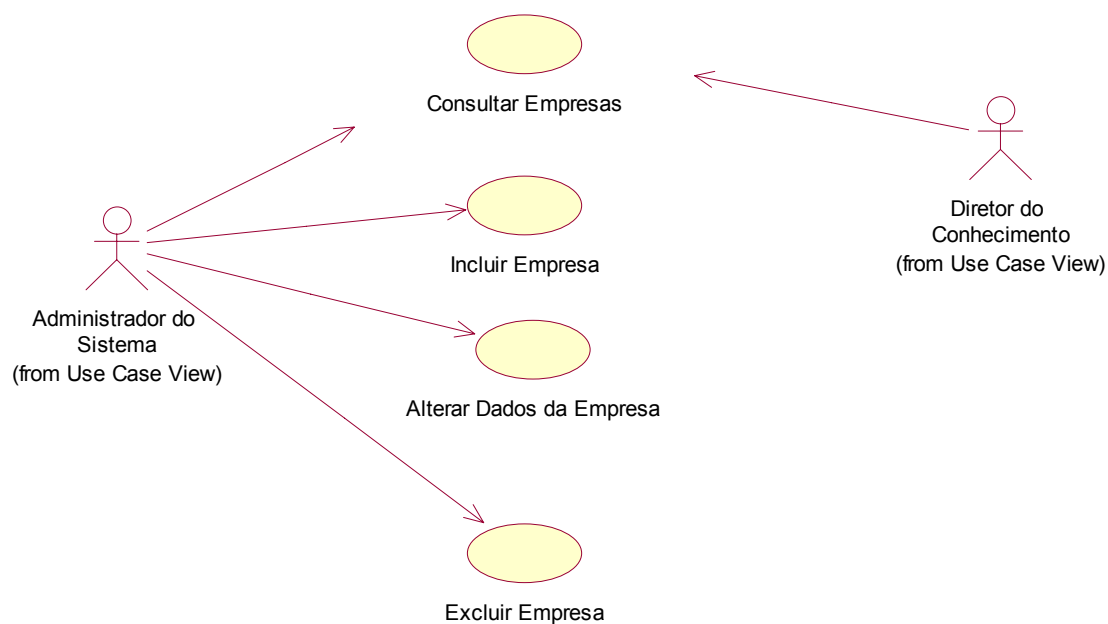 Consultar Empresas
Diretor do
Conhecimento
(from Use Case View)
Incluir Empresa
Administrador do
Sistema
(from Use Case View)
Alterar Dados da Empresa
Excluir Empresa